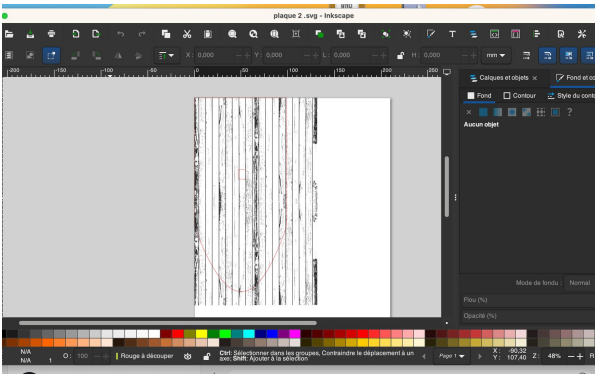 plaque 2 .svg - Inkscape
X : 0,000 Y : 0,000 L : 0,000 H : 0,000 mm
-200 -150 -100 -50 0 50 100 150 200 250
Calques et objets Fond et co
Fond Contour Style du conto
Aucun objet
Mode de fondu : Normal
Flou (%)
Opacité (%)
N/A
N/A 1 O : 100 Rouge à découper Ctrl: Sélectionner dans les groupes, Contraindre le déplacement à un
axe; Shift: Ajouter à la sélection
Page 1 X : -90,32
Y : 107,40 Z : 48% R